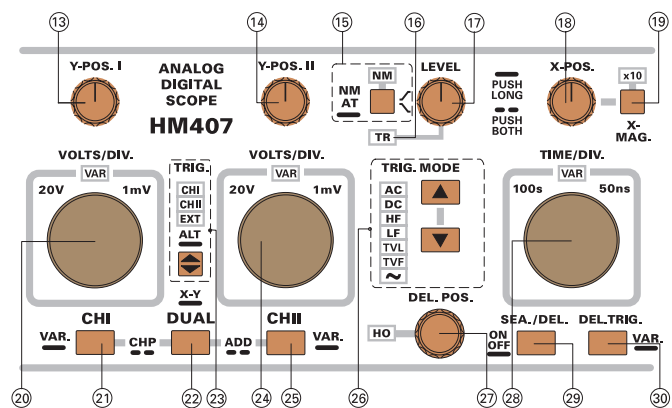 13 14 15 16 17 18 19
Y-POS. I
ANALOG
DIGITAL
SCOPE
HM407
Y-POS. II
NM
AT
NM
LEVEL
TR
PUSH
LONG
PUSH
BOTH
X-POS.
x10
X-
MAG.
VOLTS/DIV.
VAR
20V 1mV
TRIG.
CHI
CHII
EXT
ALT
VOLTS/DIV.
VAR
20V 1mV
TRIG. MODE
AC
DC
HF
LF
TVL
TVF
~
TIME/DIV.
VAR
100s 50ns
DEL. POS.
HO
X-Y
CHI DUAL CHII
VAR. CHP ADD VAR.
ON
OFF
SEA./DEL. DEL.TRIG.
VAR.
20 21 22 23 24 25 26 27 28 29 30